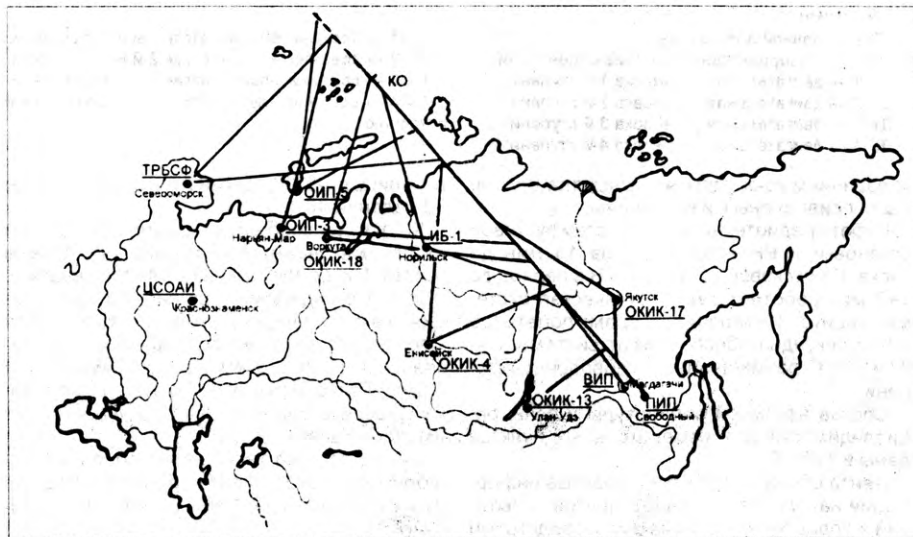 КО
ТРБСФ
Североморск
ОИП-5
ОИП-3
Нарьян-Мар
Воркута
ОКИК-18
ИБ-1
Норильск
ЦСОАИ
Краснознаменск
Якутск
ОКИК-17
Енисейск
ОКИК-4
ВИП
Магдагачи
ОКИК-13
Улан-Удэ
ПИП
Свободный